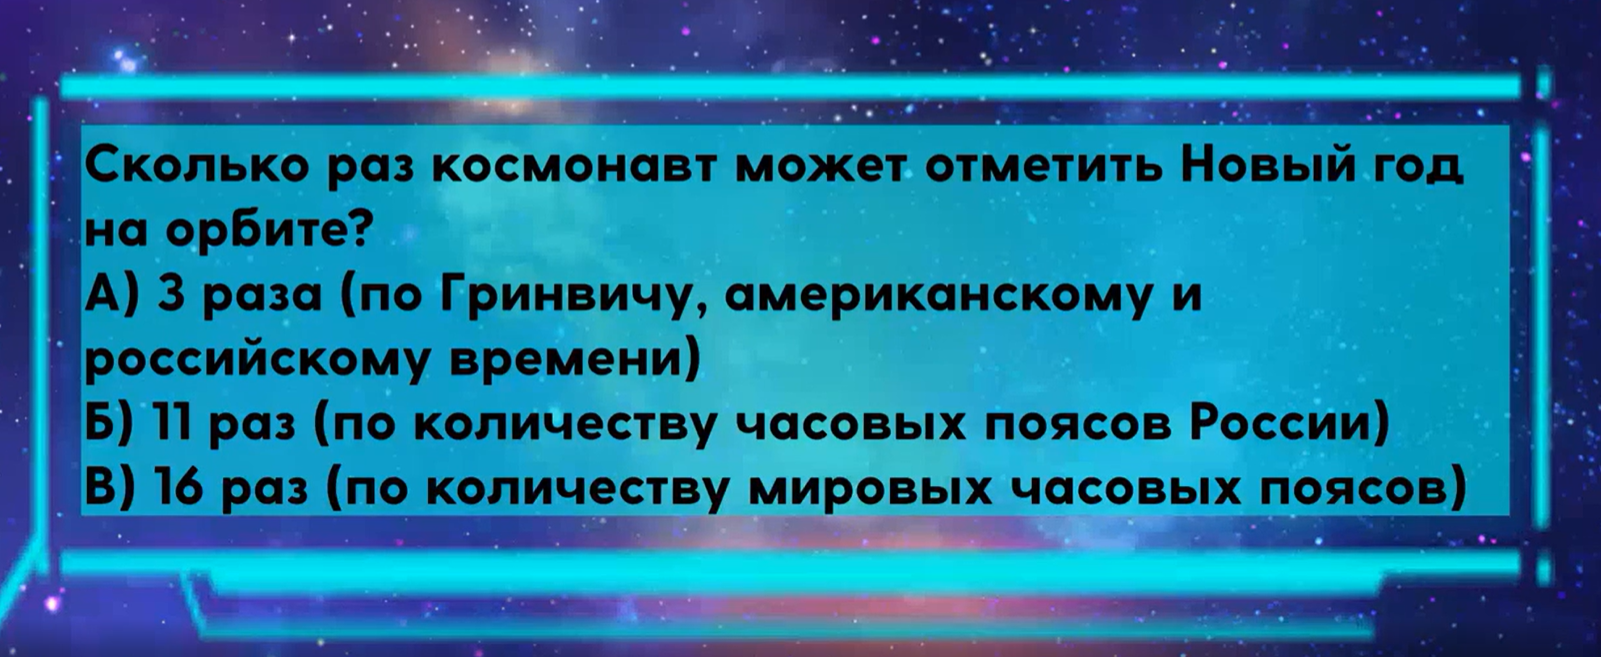 Сколько раз космонавт может отметить Новый год
на орбите?
А) 3 раза (по Гринвичу, американскому и
российскому времени)
Б) 11 раз (по количеству часовых поясов России)
В) 16 раз (по количеству мировых часовых поясов)